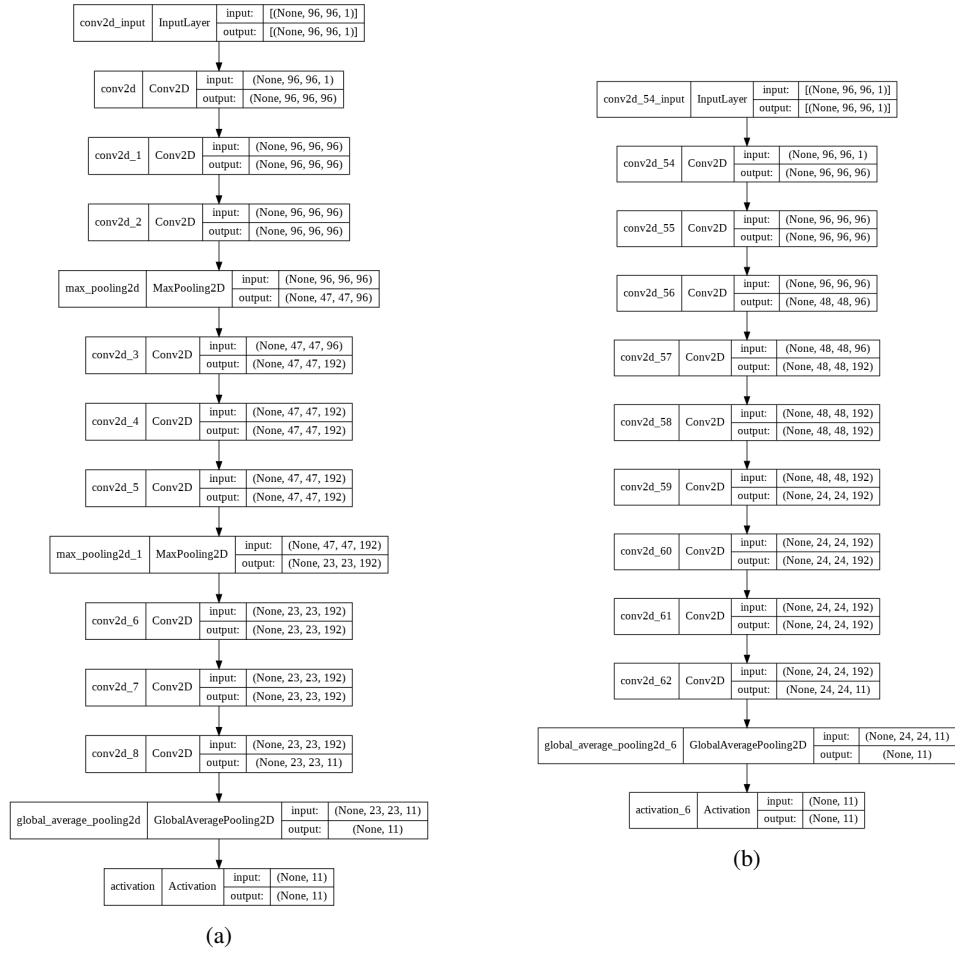 conv2d_input InputLayer input: [(None, 96, 96, 1)]
output: [(None, 96, 96, 1)]
conv2d Conv2D input: (None, 96, 96, 1)
output: (None, 96, 96, 96)
conv2d_1 Conv2D input: (None, 96, 96, 96)
output: (None, 96, 96, 96)
conv2d_2 Conv2D input: (None, 96, 96, 96)
output: (None, 96, 96, 96)
max_pooling2d MaxPooling2D input: (None, 96, 96, 96)
output: (None, 47, 47, 96)
conv2d_3 Conv2D input: (None, 47, 47, 96)
output: (None, 47, 47, 192)
conv2d_4 Conv2D input: (None, 47, 47, 192)
output: (None, 47, 47, 192)
conv2d_5 Conv2D input: (None, 47, 47, 192)
output: (None, 47, 47, 192)
max_pooling2d_1 MaxPooling2D input: (None, 47, 47, 192)
output: (None, 23, 23, 192)
conv2d_6 Conv2D input: (None, 23, 23, 192)
output: (None, 23, 23, 192)
conv2d_7 Conv2D input: (None, 23, 23, 192)
output: (None, 23, 23, 192)
conv2d_8 Conv2D input: (None, 23, 23, 192)
output: (None, 23, 23, 11)
global_average_pooling2d GlobalAveragePooling2D input: (None, 23, 23, 11)
output: (None, 11)
activation Activation input: (None, 11)
output: (None, 11)
(a)
conv2d_54_input InputLayer input: [(None, 96, 96, 1)]
output: [(None, 96, 96, 1)]
conv2d_54 Conv2D input: (None, 96, 96, 1)
output: (None, 96, 96, 96)
conv2d_55 Conv2D input: (None, 96, 96, 96)
output: (None, 96, 96, 96)
conv2d_56 Conv2D input: (None, 96, 96, 96)
output: (None, 48, 48, 96)
conv2d_57 Conv2D input: (None, 48, 48, 96)
output: (None, 48, 48, 192)
conv2d_58 Conv2D input: (None, 48, 48, 192)
output: (None, 48, 48, 192)
conv2d_59 Conv2D input: (None, 48, 48, 192)
output: (None, 24, 24, 192)
conv2d_60 Conv2D input: (None, 24, 24, 192)
output: (None, 24, 24, 192)
conv2d_61 Conv2D input: (None, 24, 24, 192)
output: (None, 24, 24, 192)
conv2d_62 Conv2D input: (None, 24, 24, 192)
output: (None, 24, 24, 11)
global_average_pooling2d_6 GlobalAveragePooling2D input: (None, 24, 24, 11)
output: (None, 11)
activation_6 Activation input: (None, 11)
output: (None, 11)
(b)